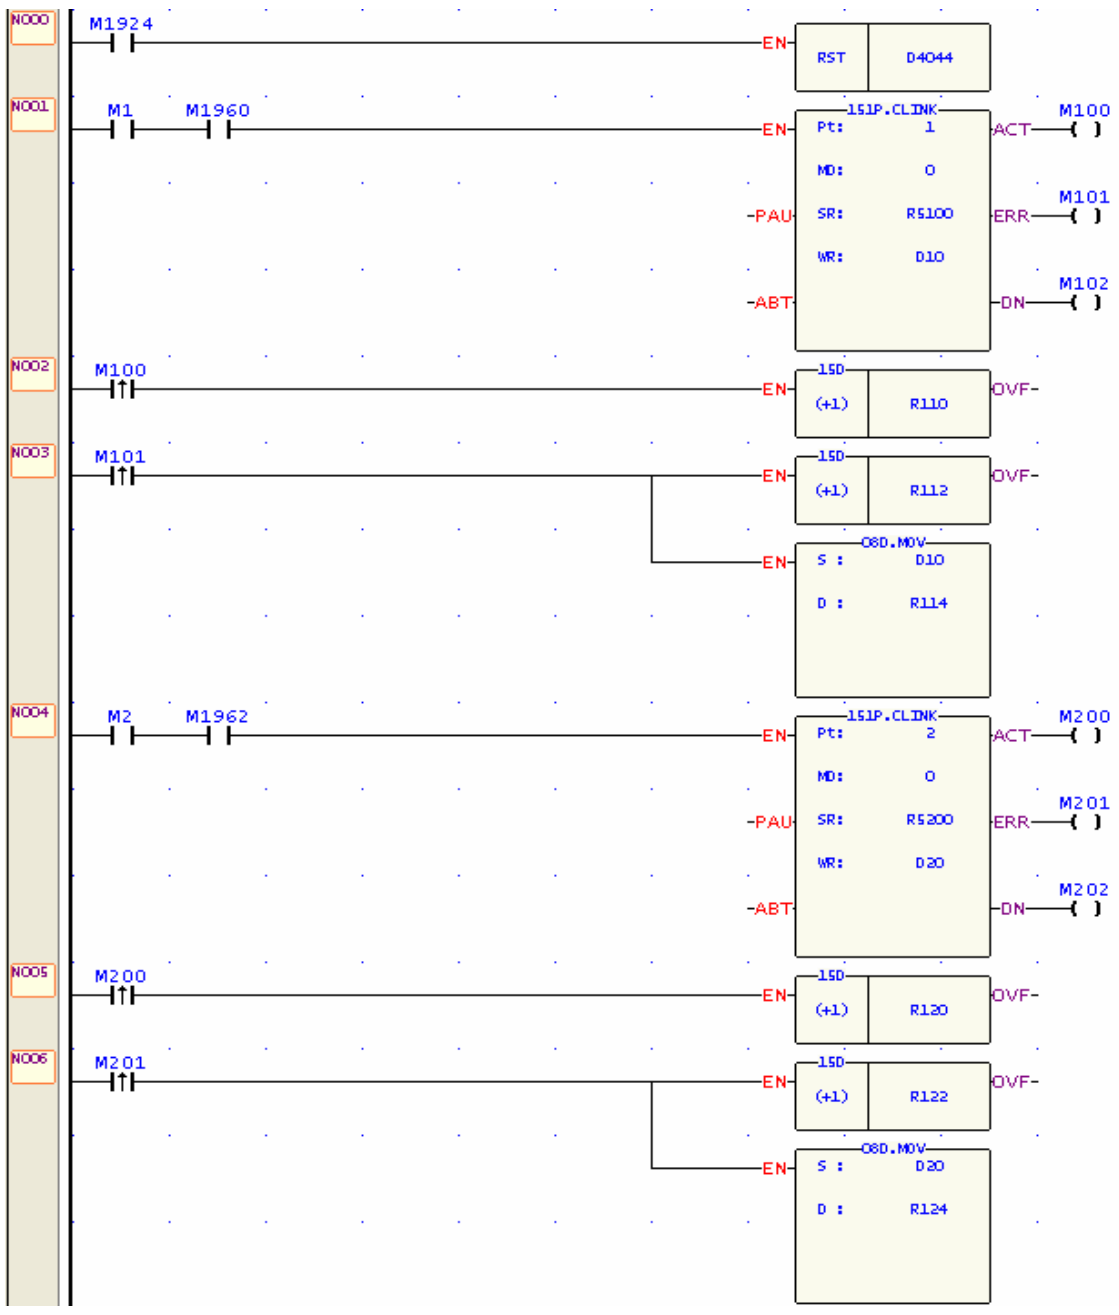 N000
M1924
EN
RST D4044
N001
M1 M1960
EN
151P.CLINK
Pt: 1
ACT
M100
MD: 0
PAU
SR: R5100
ERR
M101
WR: D10
ABT
DN
M102
N002
M100
EN
15D
(+1) R110
OVF
N003
M101
EN
15D
(+1) R112
OVF
EN
08D.MOV
S : D10
D : R114
N004
M2 M1962
EN
151P.CLINK
Pt: 2
ACT
M200
MD: 0
PAU
SR: R5200
ERR
M201
WR: D20
ABT
DN
M202
N005
M200
EN
15D
(+1) R120
OVF
N006
M201
EN
15D
(+1) R122
OVF
EN
08D.MOV
S : D20
D : R124